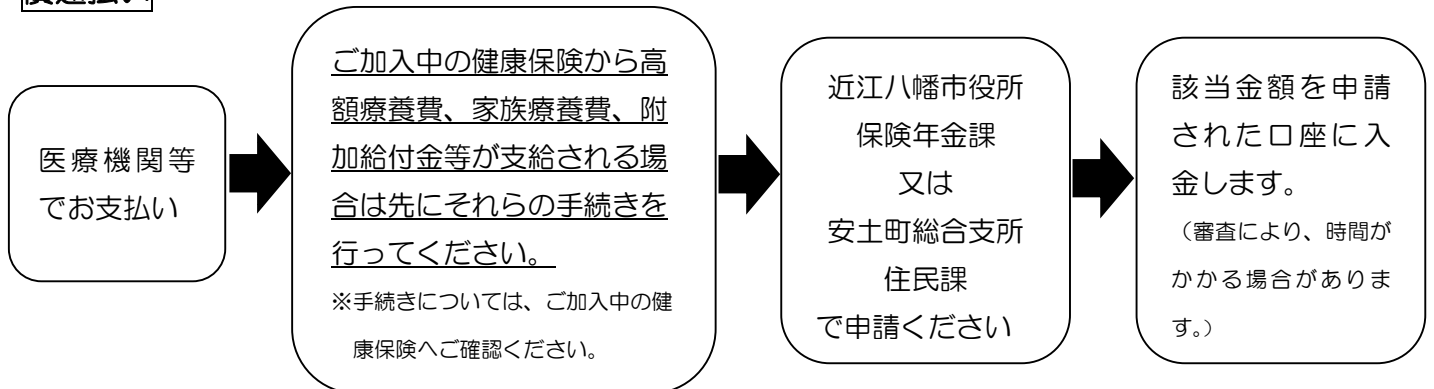 償還払い
医療機関等
でお支払い
ご加入中の健康保険から高
額療養費、家族療養費、附
加給付金等が支給される場
合は先にそれらの手続きを
行ってください。
※手続きについては、ご加入中の健
康保険へご確認ください。
近江八幡市役所
保険年金課
又は
安土町総合支所
住民課
で申請ください
該当金額を申請
された口座に入
金します。
（審査により、時間が
かかる場合がありま
す。）